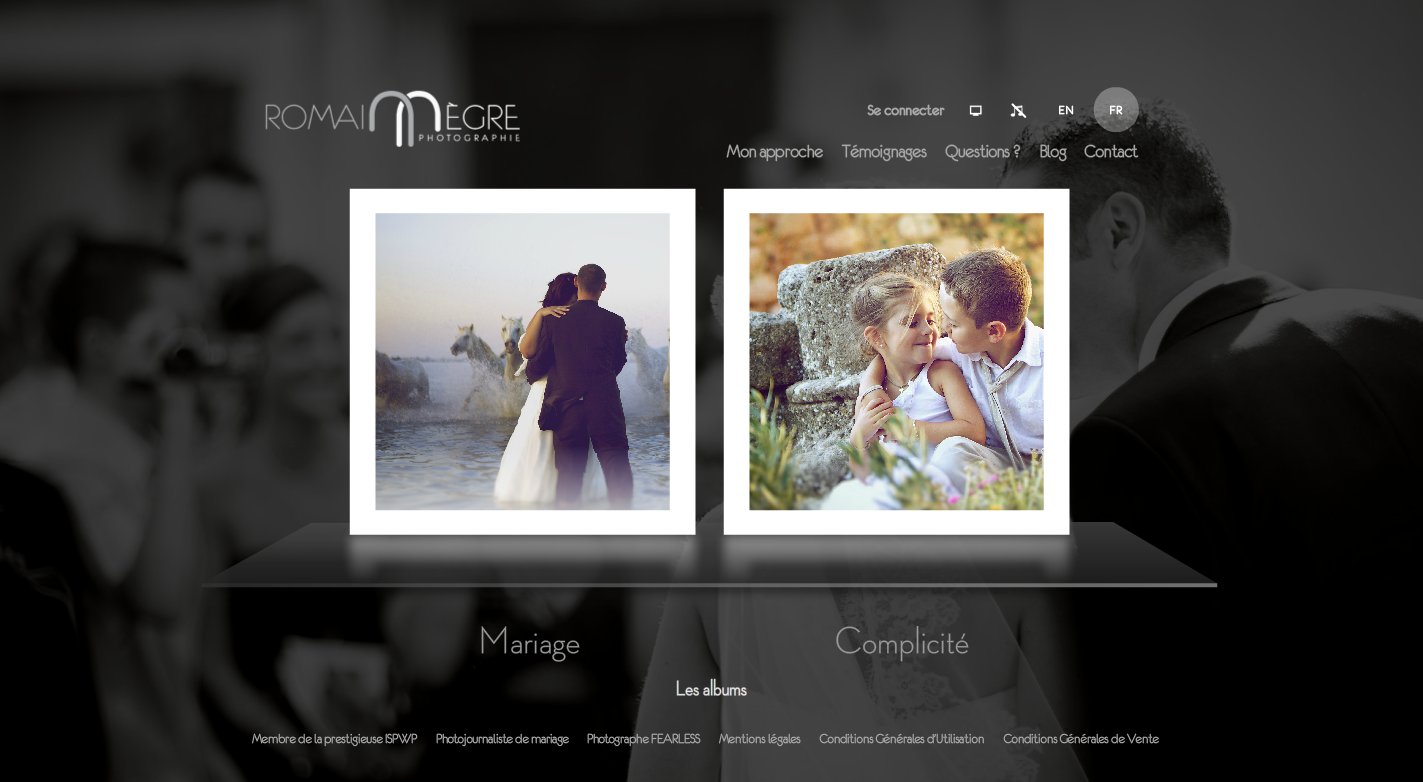 ROMAIN MÈGRE
PHOTOGRAPHIE
Se connecter EN FR
Mon approche Témoignages Questions ? Blog Contact
Mariage Complicité
Les albums
Membre de la prestigieuse ISPWP Photojournaliste de mariage Photographe FEARLESS Mentions légales Conditions Générales d'Utilisation Conditions Générales de Vente